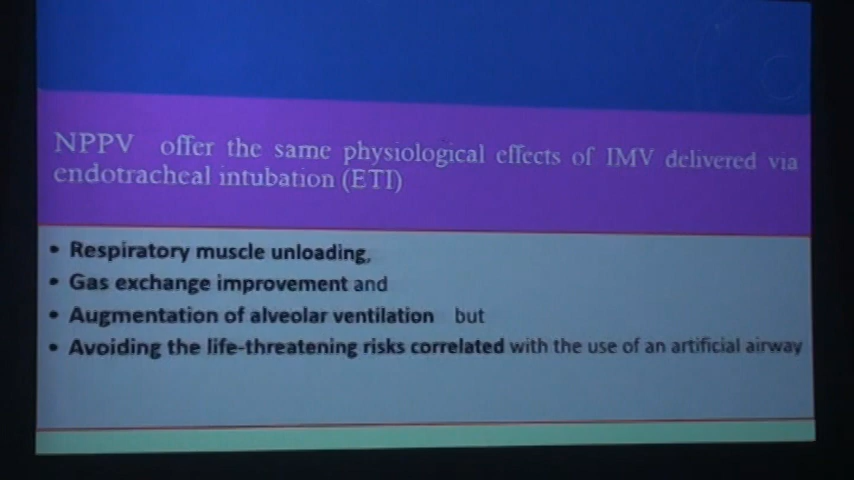 NPPV offer the same physiological effects of IMV delivered via
endotracheal intubation (ETI)
• Respiratory muscle unloading,
• Gas exchange improvement and
• Augmentation of alveolar ventilation but
• Avoiding the life-threatening risks correlated with the use of an artificial airway